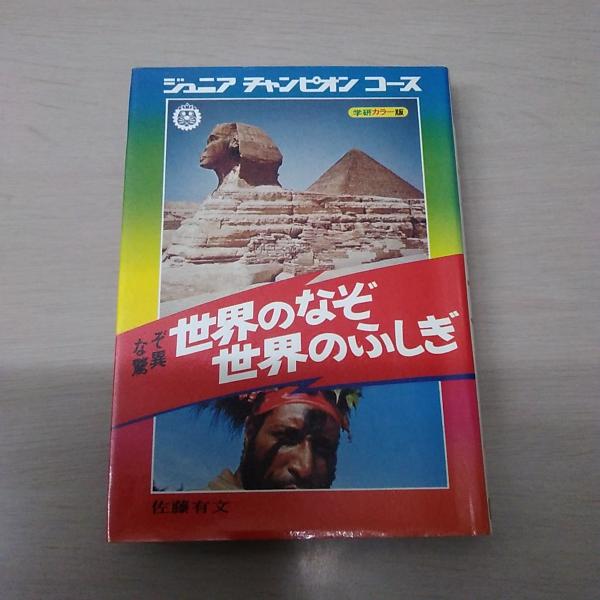 ジュニア チャンピオン コース
学研カラー版
なぞ
驚異
世界のなぞ
世界のふしぎ
佐藤有文